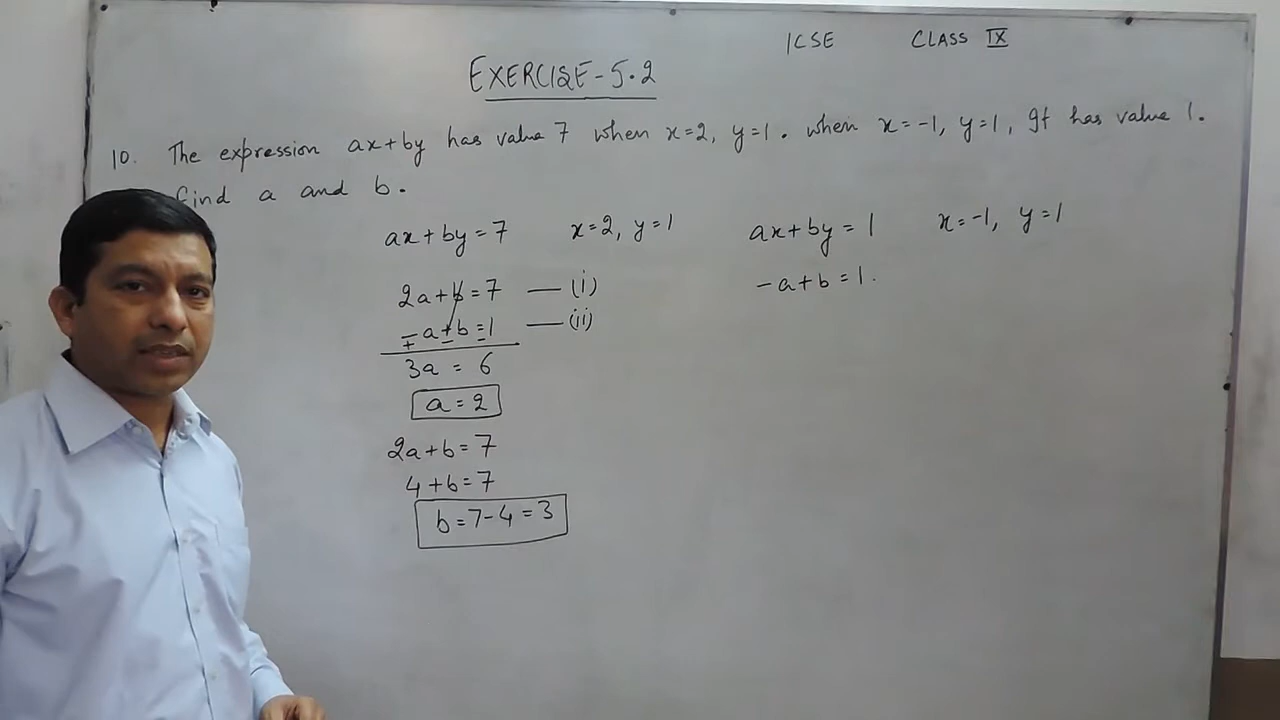 ICSE CLASS IX
EXERCISE-5.2
10. The expression ax+by has value 7 when x=2, y=1. when x=-1, y=1, It has value 1.
find a and b.
ax+by=7 x=2, y=1 ax+by=1 x=-1, y=1
2a+b=7 —(i) -a+b=1.
-a+b=1 —(ii)
+ - -
3a = 6
a=2
2a+b=7
4+b=7
b=7-4=3